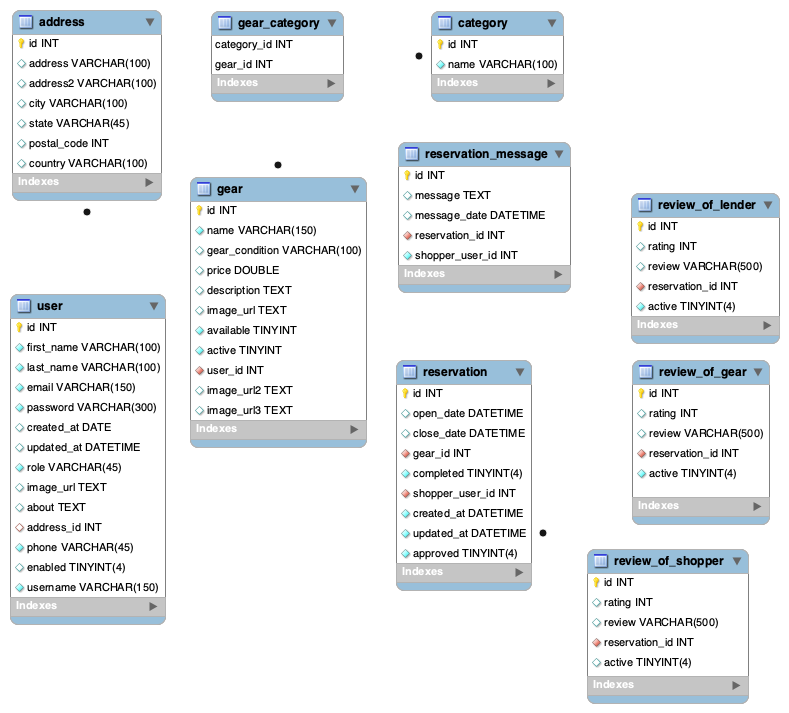 address
id INT
address VARCHAR(100)
address2 VARCHAR(100)
city VARCHAR(100)
state VARCHAR(45)
postal_code INT
country VARCHAR(100)
Indexes
gear_category
category_id INT
gear_id INT
Indexes
category
id INT
name VARCHAR(100)
Indexes
reservation_message
id INT
message TEXT
message_date DATETIME
reservation_id INT
shopper_user_id INT
Indexes
gear
id INT
name VARCHAR(150)
gear_condition VARCHAR(100)
price DOUBLE
description TEXT
image_url TEXT
available TINYINT
active TINYINT
user_id INT
image_url2 TEXT
image_url3 TEXT
Indexes
review_of_lender
id INT
rating INT
review VARCHAR(500)
reservation_id INT
active TINYINT(4)
Indexes
user
id INT
first_name VARCHAR(100)
last_name VARCHAR(100)
email VARCHAR(150)
password VARCHAR(300)
created_at DATE
updated_at DATETIME
role VARCHAR(45)
image_url TEXT
about TEXT
address_id INT
phone VARCHAR(45)
enabled TINYINT(4)
username VARCHAR(150)
Indexes
reservation
id INT
open_date DATETIME
close_date DATETIME
gear_id INT
completed TINYINT(4)
shopper_user_id INT
created_at DATETIME
updated_at DATETIME
approved TINYINT(4)
Indexes
review_of_gear
id INT
rating INT
review VARCHAR(500)
reservation_id INT
active TINYINT(4)
Indexes
review_of_shopper
id INT
rating INT
review VARCHAR(500)
reservation_id INT
active TINYINT(4)
Indexes